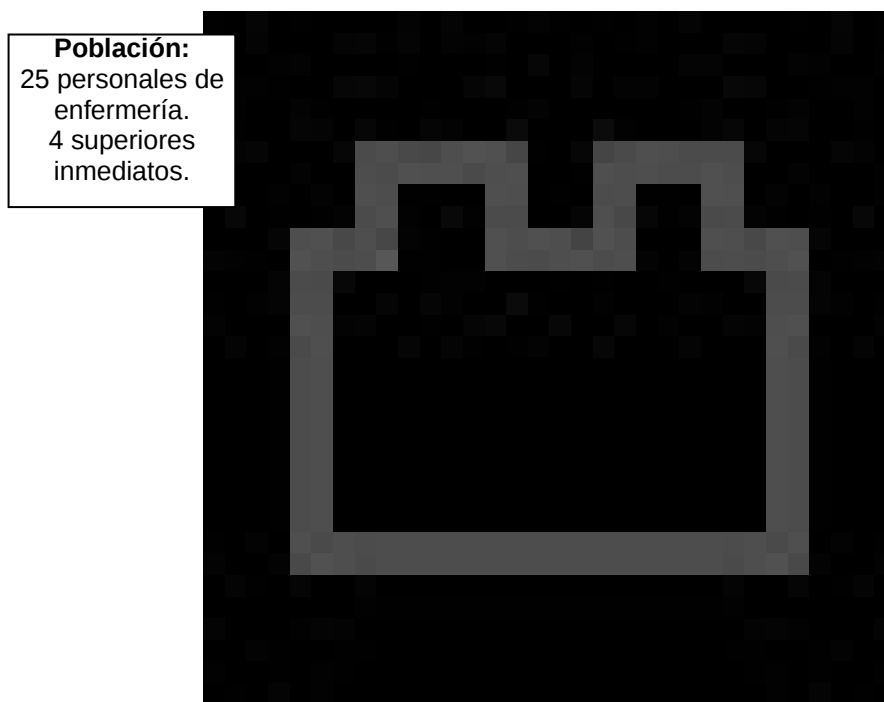 Población:
25 personales de
enfermería.
4 superiores
inmediatos.